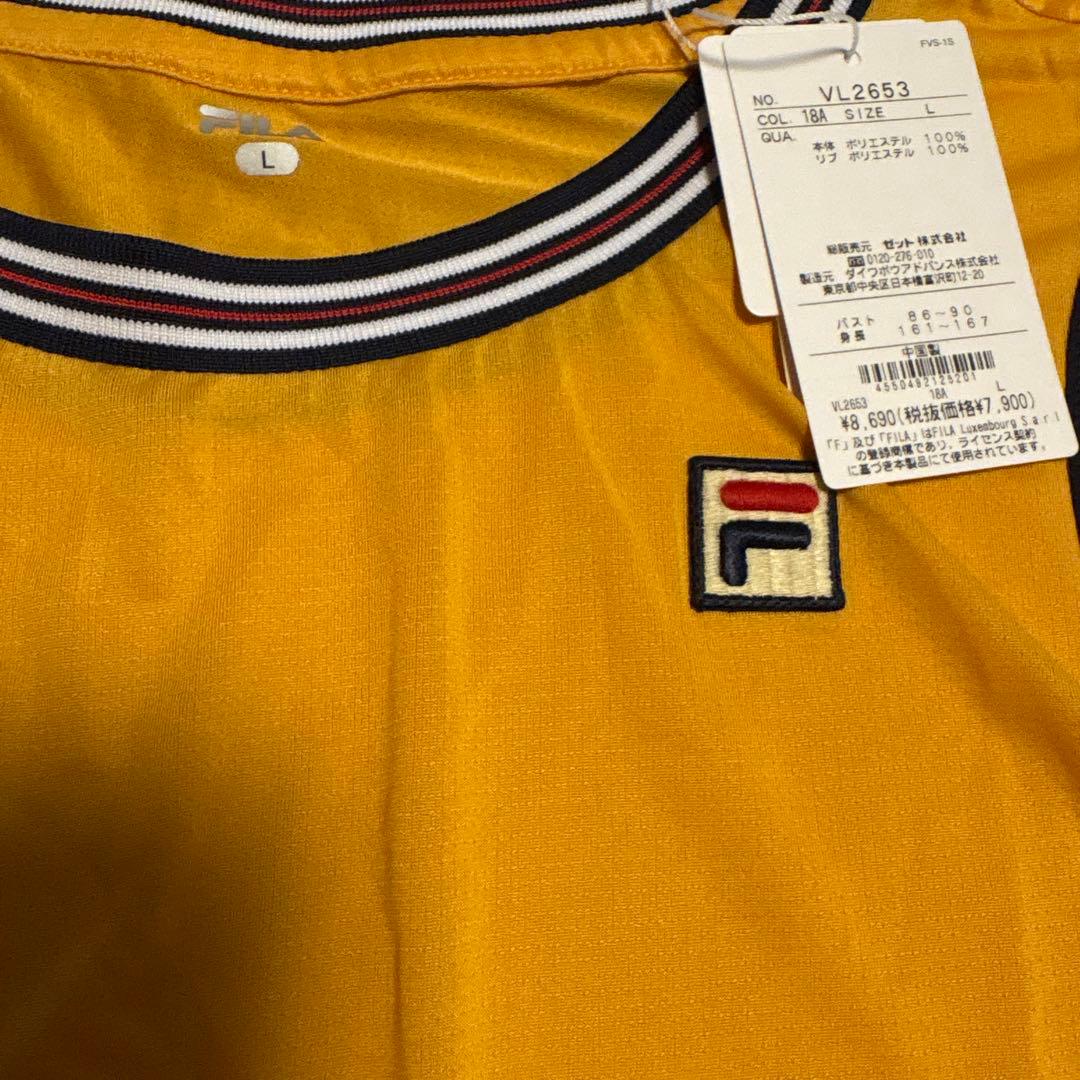 FILA
L
FVS-1S
NO. VL2653
COL. 18A SIZE L
QUA.
本体 ポリエステル 100%
リブ ポリエステル 100%
総販売元 ゼット株式会社
0120-276-010
製造元 ダイワボウアドバンス株式会社
東京都中央区日本橋富沢町12-20
バスト 86~90
身長 161~167
中国製
4550492125201
VL2653 18A L
¥8,690(税抜価格¥7,900)
「F」及び「FILA」はFILA Luxembourg S a r l
の登録商標であり、ライセンス契約
に基づき本製品にて使用されています。
F